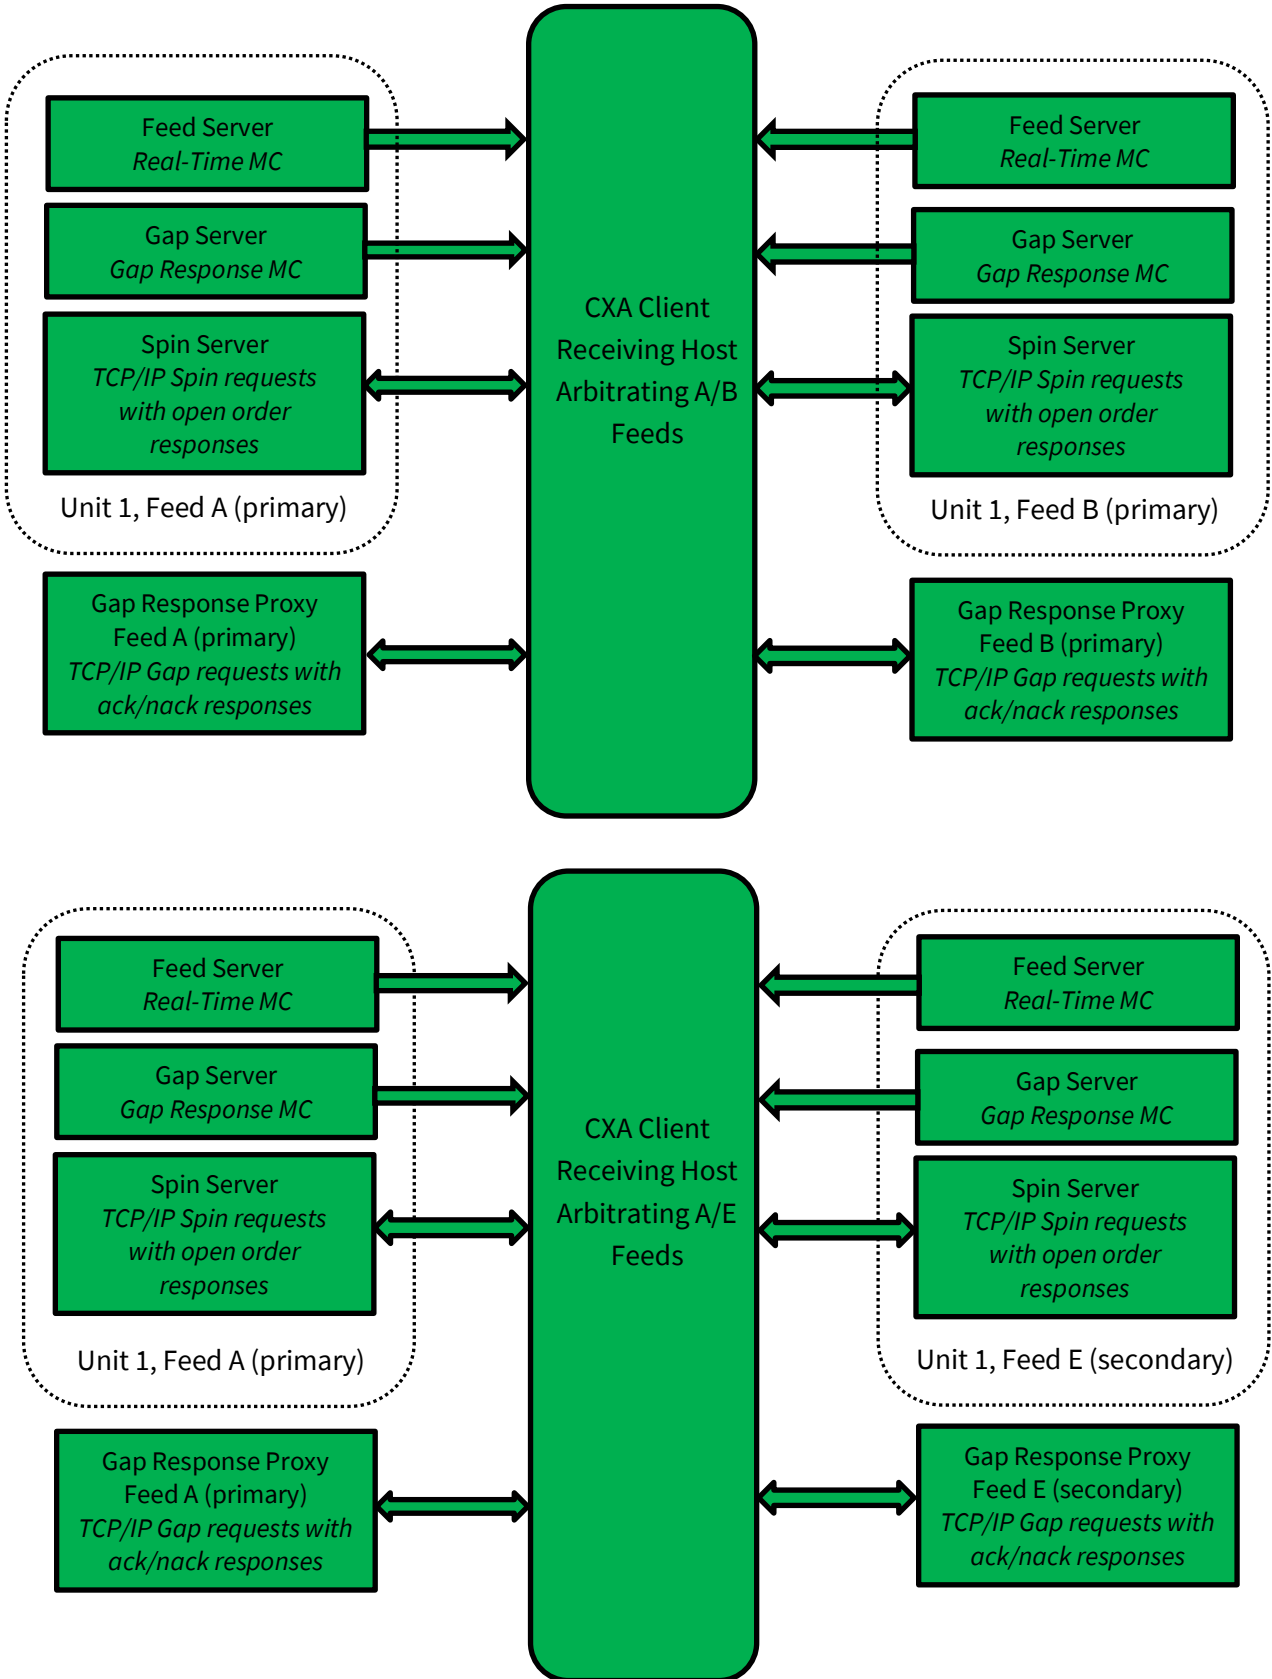 Feed Server
Real-Time MC
Gap Server
Gap Response MC
Spin Server
TCP/IP Spin requests
with open order
responses
Unit 1, Feed A (primary)
Gap Response Proxy
Feed A (primary)
TCP/IP Gap requests with
ack/nack responses
CXA Client
Receiving Host
Arbitrating A/B
Feeds
Feed Server
Real-Time MC
Gap Server
Gap Response MC
Spin Server
TCP/IP Spin requests
with open order
responses
Unit 1, Feed B (primary)
Gap Response Proxy
Feed B (primary)
TCP/IP Gap requests with
ack/nack responses
Feed Server
Real-Time MC
Gap Server
Gap Response MC
Spin Server
TCP/IP Spin requests
with open order
responses
Unit 1, Feed A (primary)
Gap Response Proxy
Feed A (primary)
TCP/IP Gap requests with
ack/nack responses
CXA Client
Receiving Host
Arbitrating A/E
Feeds
Feed Server
Real-Time MC
Gap Server
Gap Response MC
Spin Server
TCP/IP Spin requests
with open order
responses
Unit 1, Feed E (secondary)
Gap Response Proxy
Feed E (secondary)
TCP/IP Gap requests with
ack/nack responses